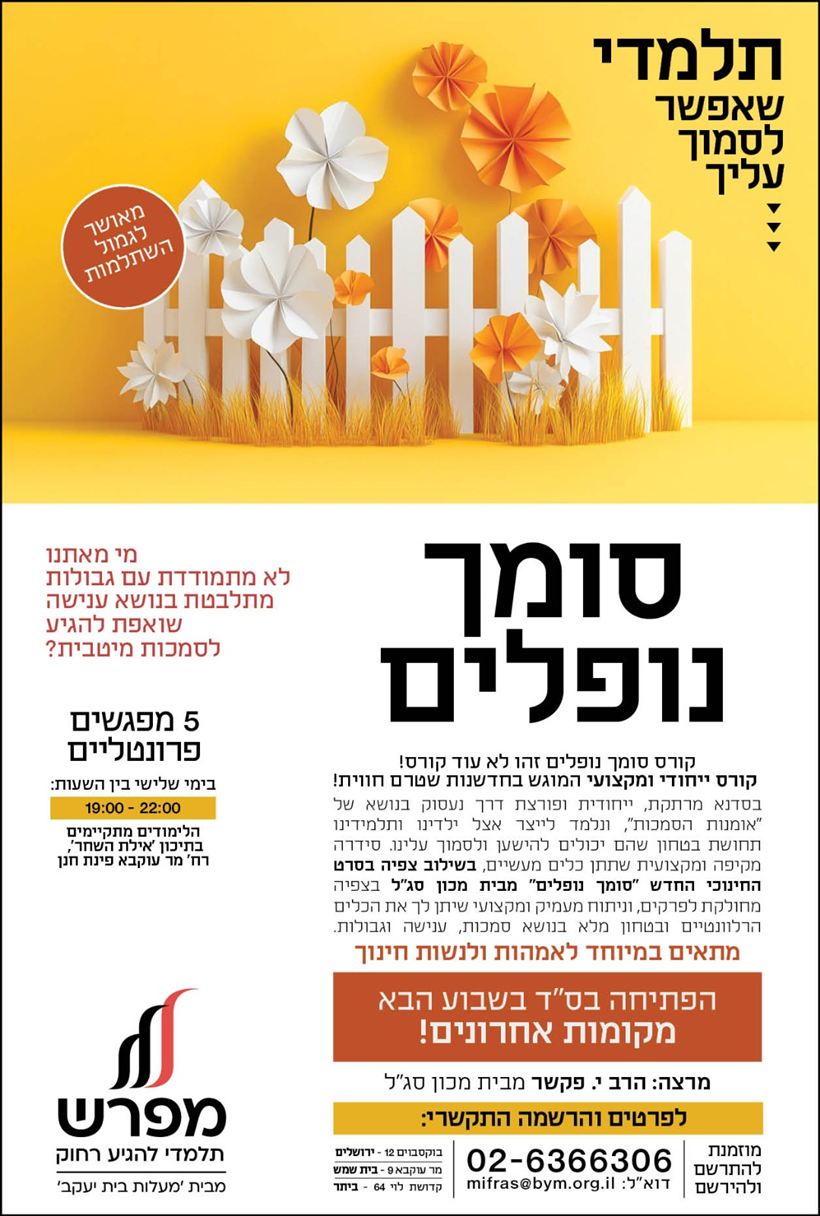 תלמדי
שאפשר
לסמוך
עליך
מאושר
לגמול
השתלמות
סומך
נופלים
מי מאתנו
לא מתמודדת עם גבולות
מתלבטת בנושא ענישה
שואפת להגיע
לסמכות מיטבית?
5 מפגשים
פרונטליים
בימי שלישי בין השעות:
19:00 - 22:00
הלימודים מתקיימים
בתיכון 'אילת השחר',
רח' מר עוקבא פינת חנן
קורס סומך נופלים זהו לא עוד קורס!
קורס ייחודי ומקצועי המוגש בחדשנות שטרם חווית!
בסדנא מרתקת, ייחודית ופורצת דרך נעסוק בנושא של
"אומנות הסמכות", ונלמד לייצר אצל ילדינו ותלמידינו
תחושת בטחון שהם יכולים להישען ולסמוך עלינו. סידרה
מקיפה ומקצועית שתתן כלים מעשיים, בשילוב צפיה בסרט
החינוכי החדש "סומך נופלים" מבית מכון סג"ל בצפיה
מחולקת לפרקים, וניתוח מעמיק ומקצועי שיתן לך את הכלים
הרלוונטיים ובטחון מלא בנושא סמכות, ענישה וגבולות.
מתאים במיוחד לאמהות ולנשות חינוך
הפתיחה בס"ד בשבוע הבא
מקומות אחרונים!
מרצה: הרב י. פקשר מבית מכון סג"ל
לפרטים והרשמה התקשרי:
מוזמנת
להתרשם
ולהירשם
02-6366306
דוא"ל: mifras@bym.org.il
בוקסבוים 12 - ירושלים
מר עוקבא 9 - בית שמש
קדושת לוי 64 - ביתר
מפרש
תלמדי להגיע רחוק
מבית 'מעלות בית יעקב'